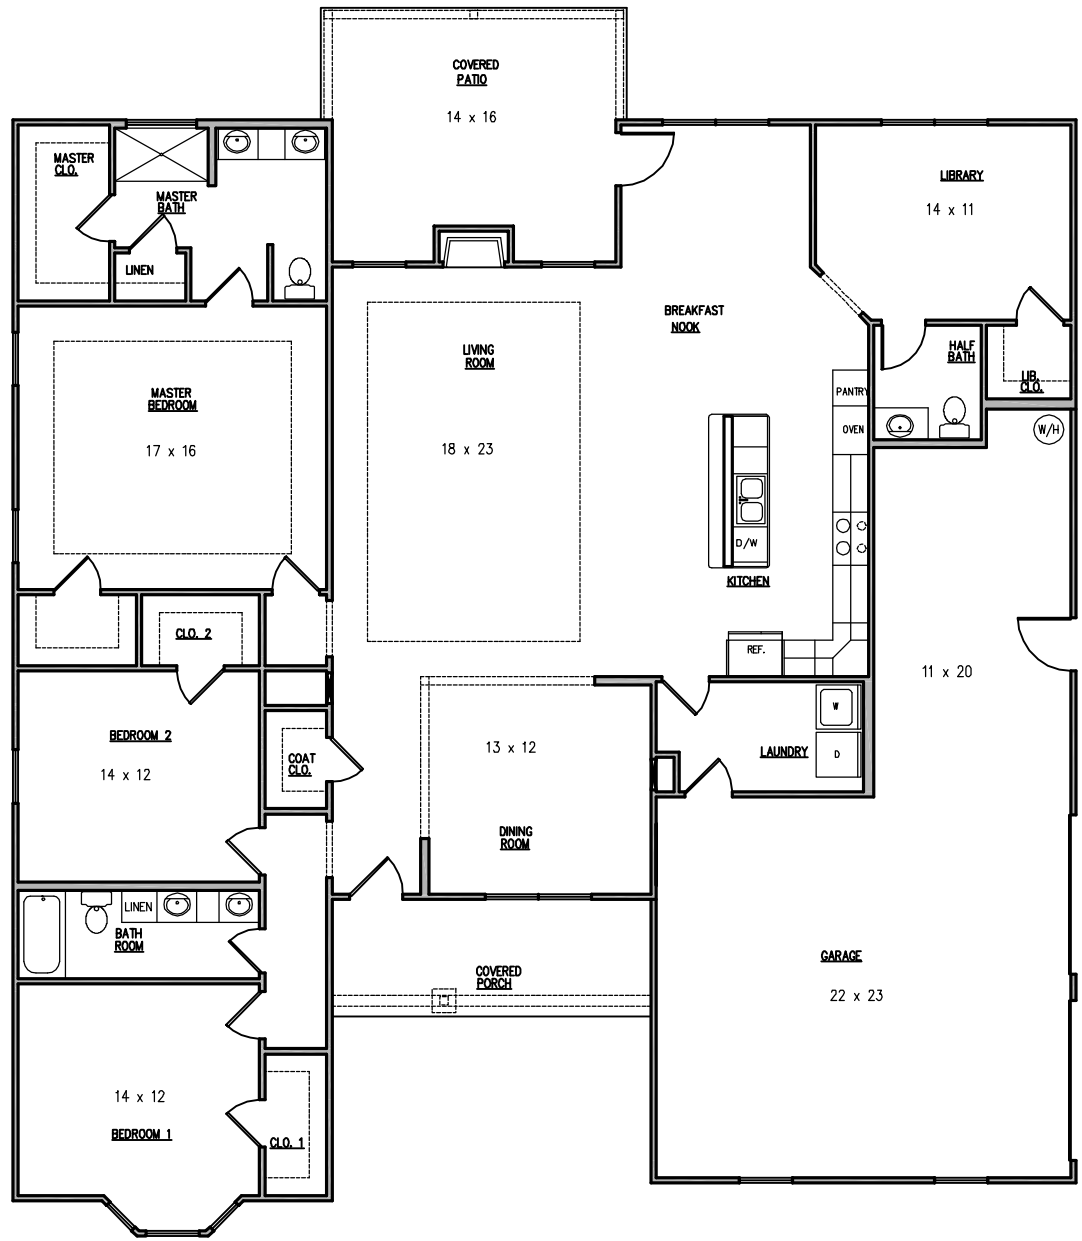 COVERED
PATIO
14 x 16
MASTER
CLO.
MASTER
BATH
LINEN
LIBRARY
14 x 11
BREAKFAST
NOOK
LIVING
ROOM
18 x 23
MASTER
BEDROOM
17 x 16
HALF
BATH
LIB.
CLO.
PANTRY
OVEN
W/H
D/W
KITCHEN
REF.
11 x 20
CLO. 2
BEDROOM 2
14 x 12
COAT
CLO.
13 x 12
DINING
ROOM
LAUNDRY
W
D
LINEN
BATH
ROOM
COVERED
PORCH
GARAGE
22 x 23
14 x 12
BEDROOM 1
CLO. 1